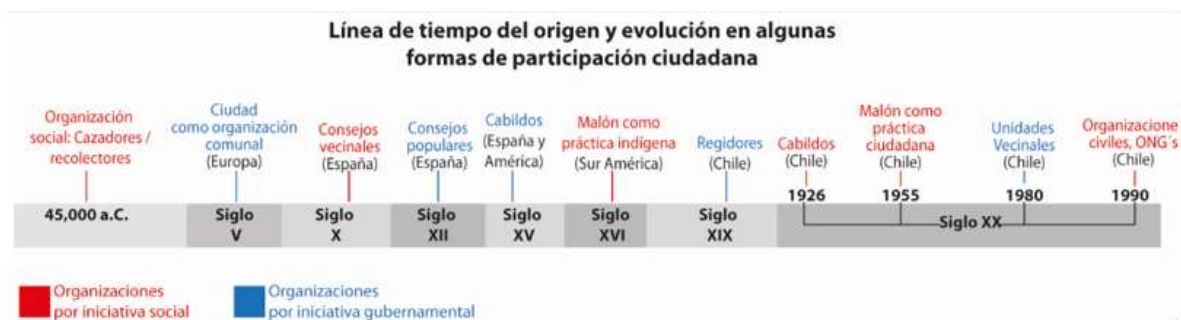 Línea de tiempo del origen y evolución en algunas
formas de participación ciudadana
Organización
social: Cazadores /
recolectores
45,000 a.C.
Ciudad
como organización
comunal
(Europa)
Siglo
V
Consejos
vecinales
(España)
Siglo
X
Consejos
populares
(España)
Siglo
XII
Cabildos
(España y
América)
Siglo
XV
Malón como
práctica indígena
(Sur América)
Siglo
XVI
Regidores
(Chile)
Siglo
XIX
Cabildos
(Chile)
1926
Malón como
práctica
ciudadana
(Chile)
1955
Unidades
Vecinales
(Chile)
1980
Organizacione
civiles, ONG´s
(Chile)
1990
Siglo XX
Organizaciones
por iniciativa social
Organizaciones
por iniciativa gubernamental